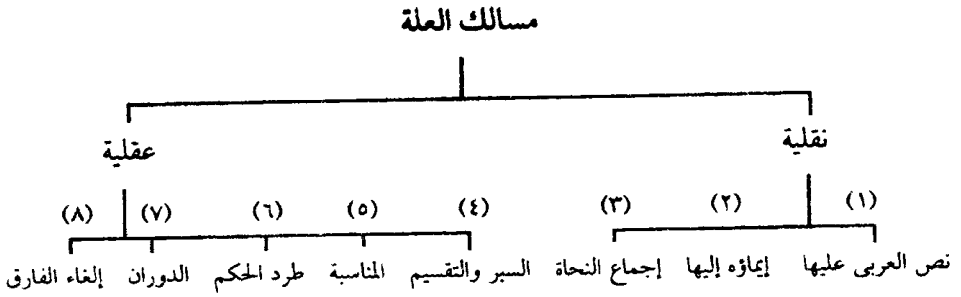 مسالك العلة
نقلية
عقلية
(١) (٢) (٣) (٤) (٥) (٦) (٧) (٨)
نص العربى عليها إيماؤه إليها إجماع النحاة السبر والتقسيم المناسبة طرد الحكم الدوران إلغاء الفارق